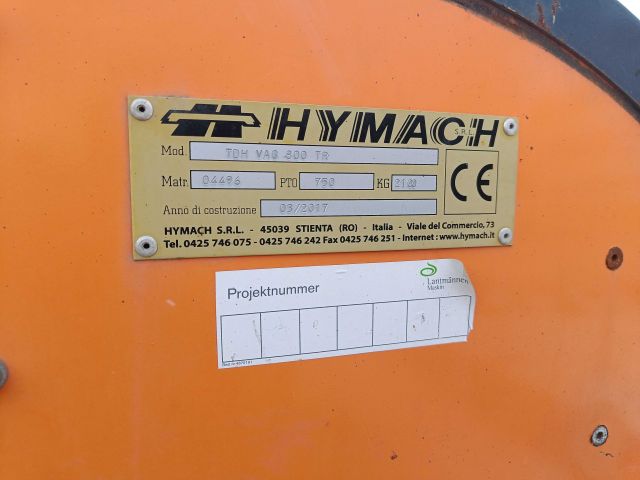 HYMACH
S.R.L.
Mod TDH VAG 800 TR
Matr. 04496 PTO 750 KG
CE
Anno di costruzione 03/2017
HYMACH S.R.L. - 45039 STIENTA (RO) - Italia - Viale del Commercio, 73
Tel. 0425 746 075 - 0425 746 242 Fax 0425 746 251 - Internet : www.hymach.it
Projektnummer
Lantmännen
Maskin